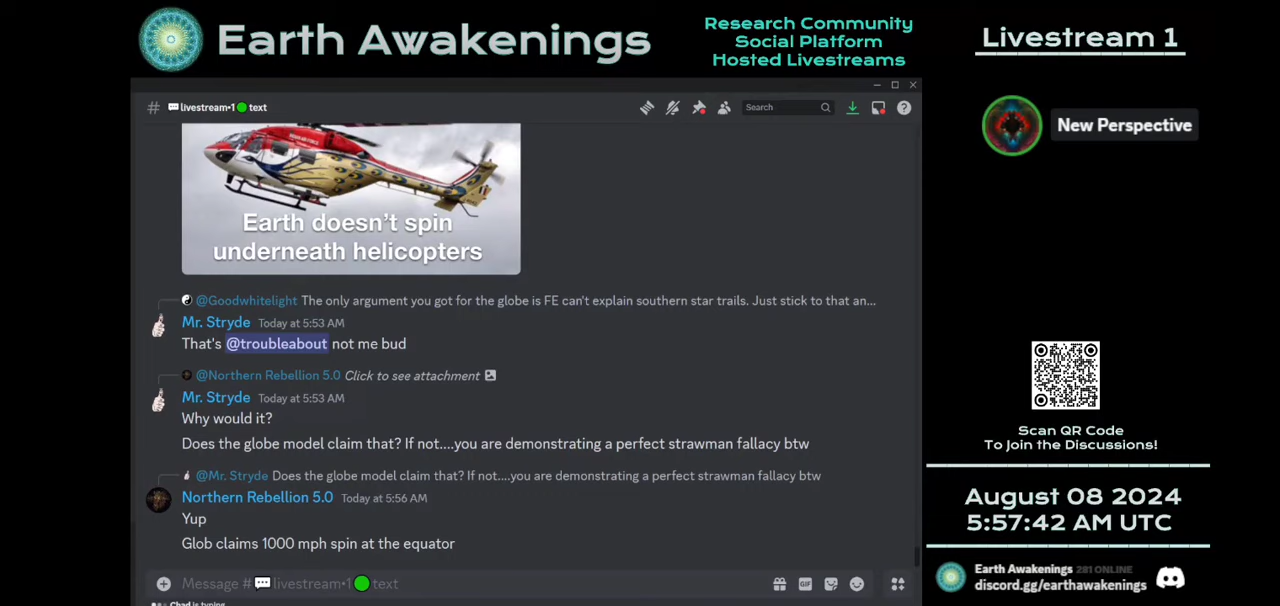 Earth Awakenings
Research Community
Social Platform
Hosted Livestreams
Livestream 1
# livestream•1 text
Search
New Perspective
Earth doesn't spin
underneath helicopters
@Goodwhitelight The only argument you got for the globe is FE can't explain southern star trails. Just stick to that an...
Mr. Stryde Today at 5:53 AM
That's @troubleabout not me bud
@Northern Rebellion 5.0 Click to see attachment
Mr. Stryde Today at 5:53 AM
Why would it?
Does the globe model claim that? If not....you are demonstrating a perfect strawman fallacy btw
@Mr. Stryde Does the globe model claim that? If not....you are demonstrating a perfect strawman fallacy btw
Northern Rebellion 5.0 Today at 5:56 AM
Yup
Glob claims 1000 mph spin at the equator
Message # livestream•1 text
GIF
Chad is typing
Scan QR Code
To Join the Discussions!
August 08 2024
5:57:42 AM UTC
Earth Awakenings 281 ONLINE
discord.gg/earthawakenings